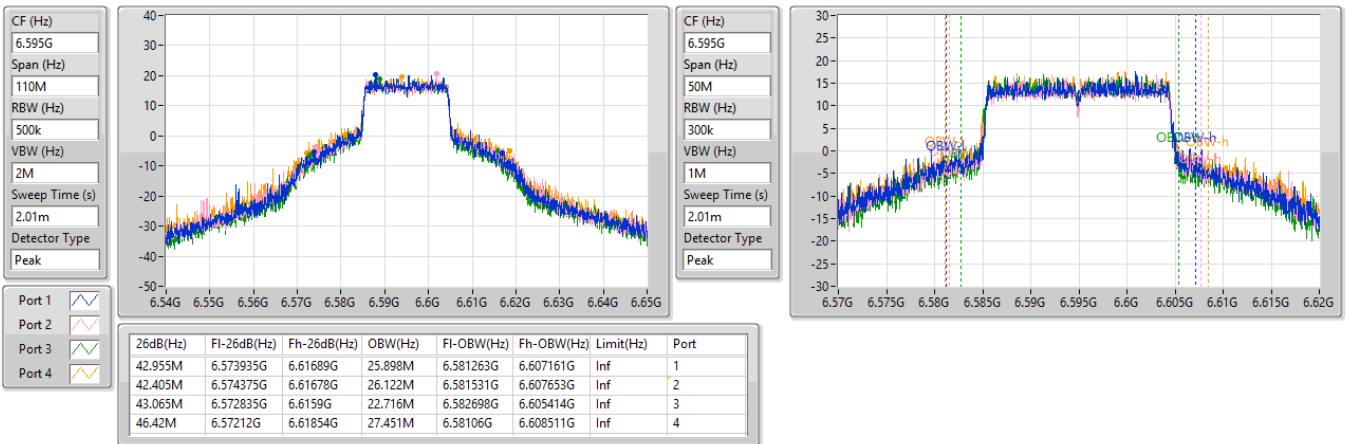 CF (Hz)
6.595G
Span (Hz)
110M
RBW (Hz)
500k
VBW (Hz)
2M
Sweep Time (s)
2.01m
Detector Type
Peak
40
30
20
10
0
-10
-20
-30
-40
-50
6.54G 6.55G 6.56G 6.57G 6.58G 6.59G 6.6G 6.61G 6.62G 6.63G 6.64G 6.65G
CF (Hz)
6.595G
Span (Hz)
50M
RBW (Hz)
300k
VBW (Hz)
1M
Sweep Time (s)
2.01m
Detector Type
Peak
30
25
20
15
10
5
0
-5
-10
-15
-20
-25
-30
OBW-h
6.57G 6.575G 6.58G 6.585G 6.59G 6.595G 6.6G 6.605G 6.61G 6.615G 6.62G
Port 1
Port 2
Port 3
Port 4
26dB(Hz) Fl-26dB(Hz) Fh-26dB(Hz) OBW(Hz) Fl-OBW(Hz) Fh-OBW(Hz) Limit(Hz) Port
42.955M 6.573935G 6.61689G 25.898M 6.581263G 6.607161G Inf 1
42.405M 6.574375G 6.61678G 26.122M 6.581531G 6.607653G Inf 2
43.065M 6.572835G 6.6159G 22.716M 6.582698G 6.605414G Inf 3
46.42M 6.57212G 6.61854G 27.451M 6.58106G 6.608511G Inf 4